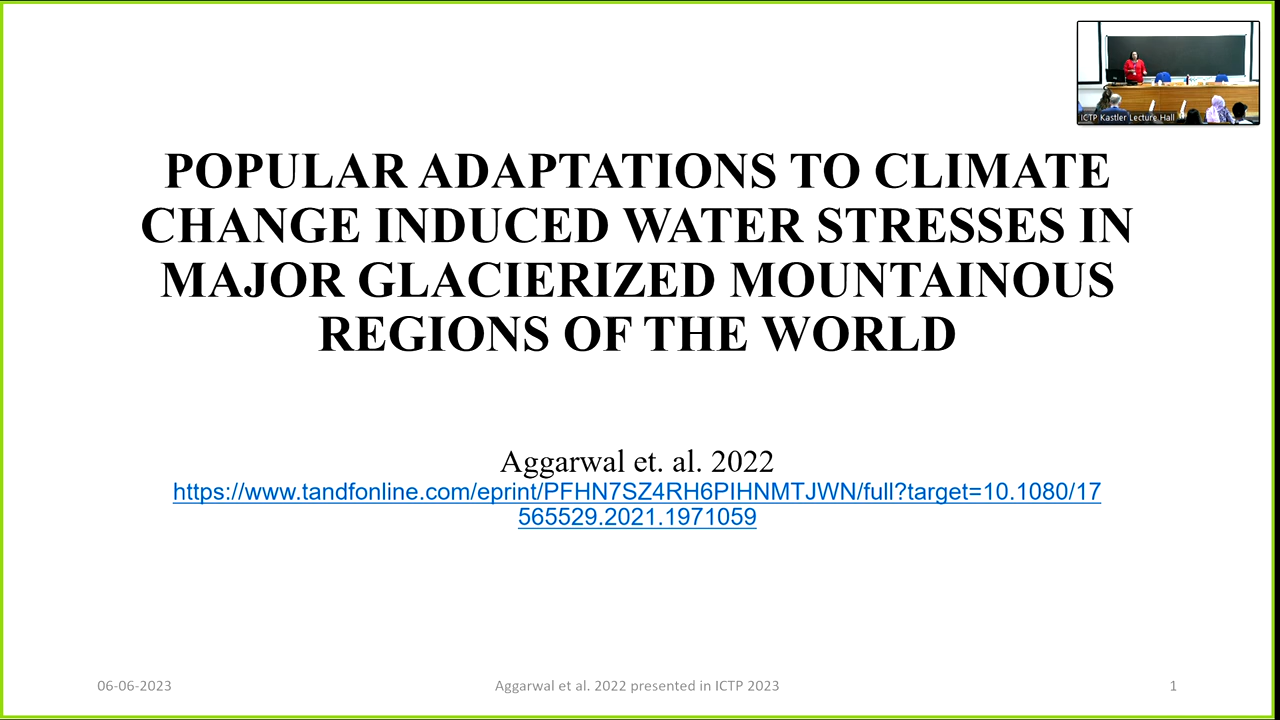 ICTP Kastler Lecture Hall
POPULAR ADAPTATIONS TO CLIMATE
CHANGE INDUCED WATER STRESSES IN
MAJOR GLACIERIZED MOUNTAINOUS
REGIONS OF THE WORLD
Aggarwal et. al. 2022
https://www.tandfonline.com/eprint/PFHN7SZ4RH6PIHNMTJWN/full?target=10.1080/17
565529.2021.1971059
06-06-2023
Aggarwal et al. 2022 presented in ICTP 2023
1